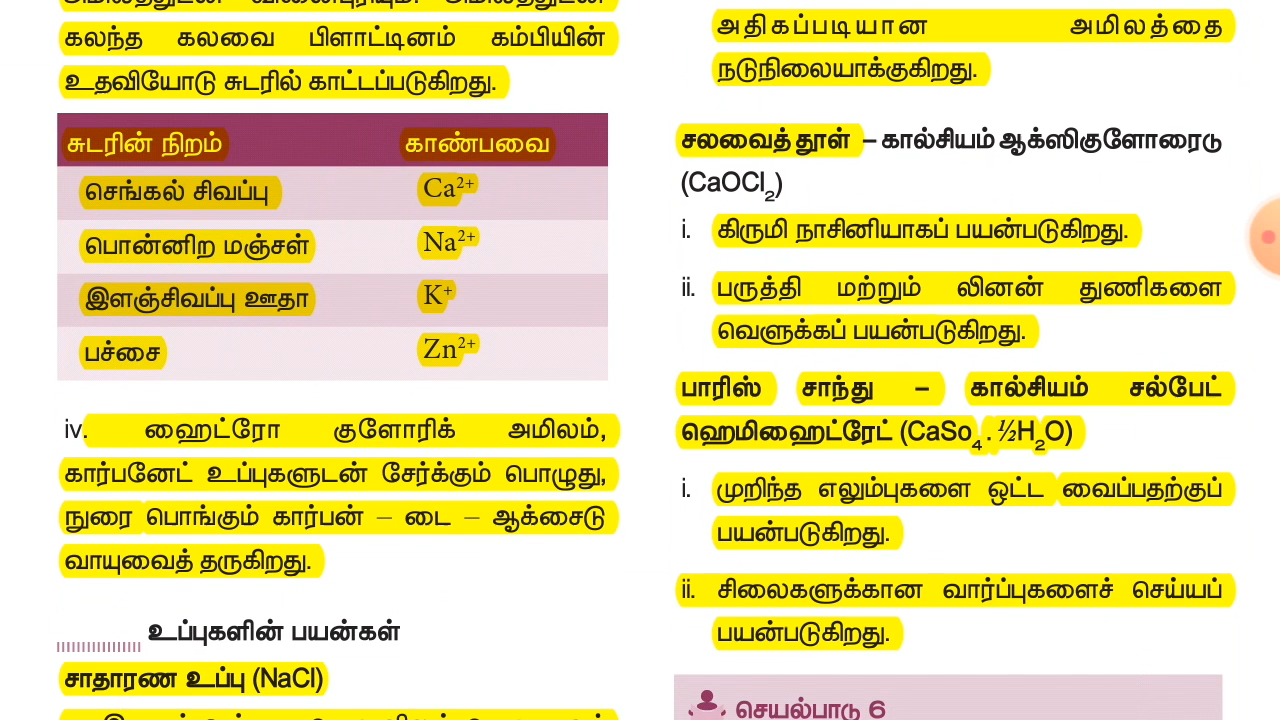 கலந்த கலவை பிளாட்டினம் கம்பியின்
உதவியோடு சுடரில் காட்டப்படுகிறது.
சுடரின் நிறம் காண்பவை
செங்கல் சிவப்பு Ca²⁺
பொன்னிற மஞ்சள் Na²⁺
இளஞ்சிவப்பு ஊதா K⁺
பச்சை Zn²⁺
iv. ஹைட்ரோ குளோரிக் அமிலம்,
கார்பனேட் உப்புகளுடன் சேர்க்கும் பொழுது,
நுரை பொங்கும் கார்பன் – டை – ஆக்சைடு
வாயுவைத் தருகிறது.
உப்புகளின் பயன்கள்
சாதாரண உப்பு (NaCl)
அதிகப்படியான அமிலத்தை
நடுநிலையாக்குகிறது.
சலவைத் தூள் – கால்சியம் ஆக்ஸிகுளோரைடு
(CaOCl₂)
i. கிருமி நாசினியாகப் பயன்படுகிறது.
ii. பருத்தி மற்றும் லினன் துணிகளை
வெளுக்கப் பயன்படுகிறது.
பாரிஸ் சாந்து – கால்சியம் சல்பேட்
ஹெமிஹைட்ரேட் (CaSo₄ . ½H₂O)
i. முறிந்த எலும்புகளை ஒட்ட வைப்பதற்குப்
பயன்படுகிறது.
ii. சிலைகளுக்கான வார்ப்புகளைச் செய்யப்
பயன்படுகிறது.
செயல்பாடு 6